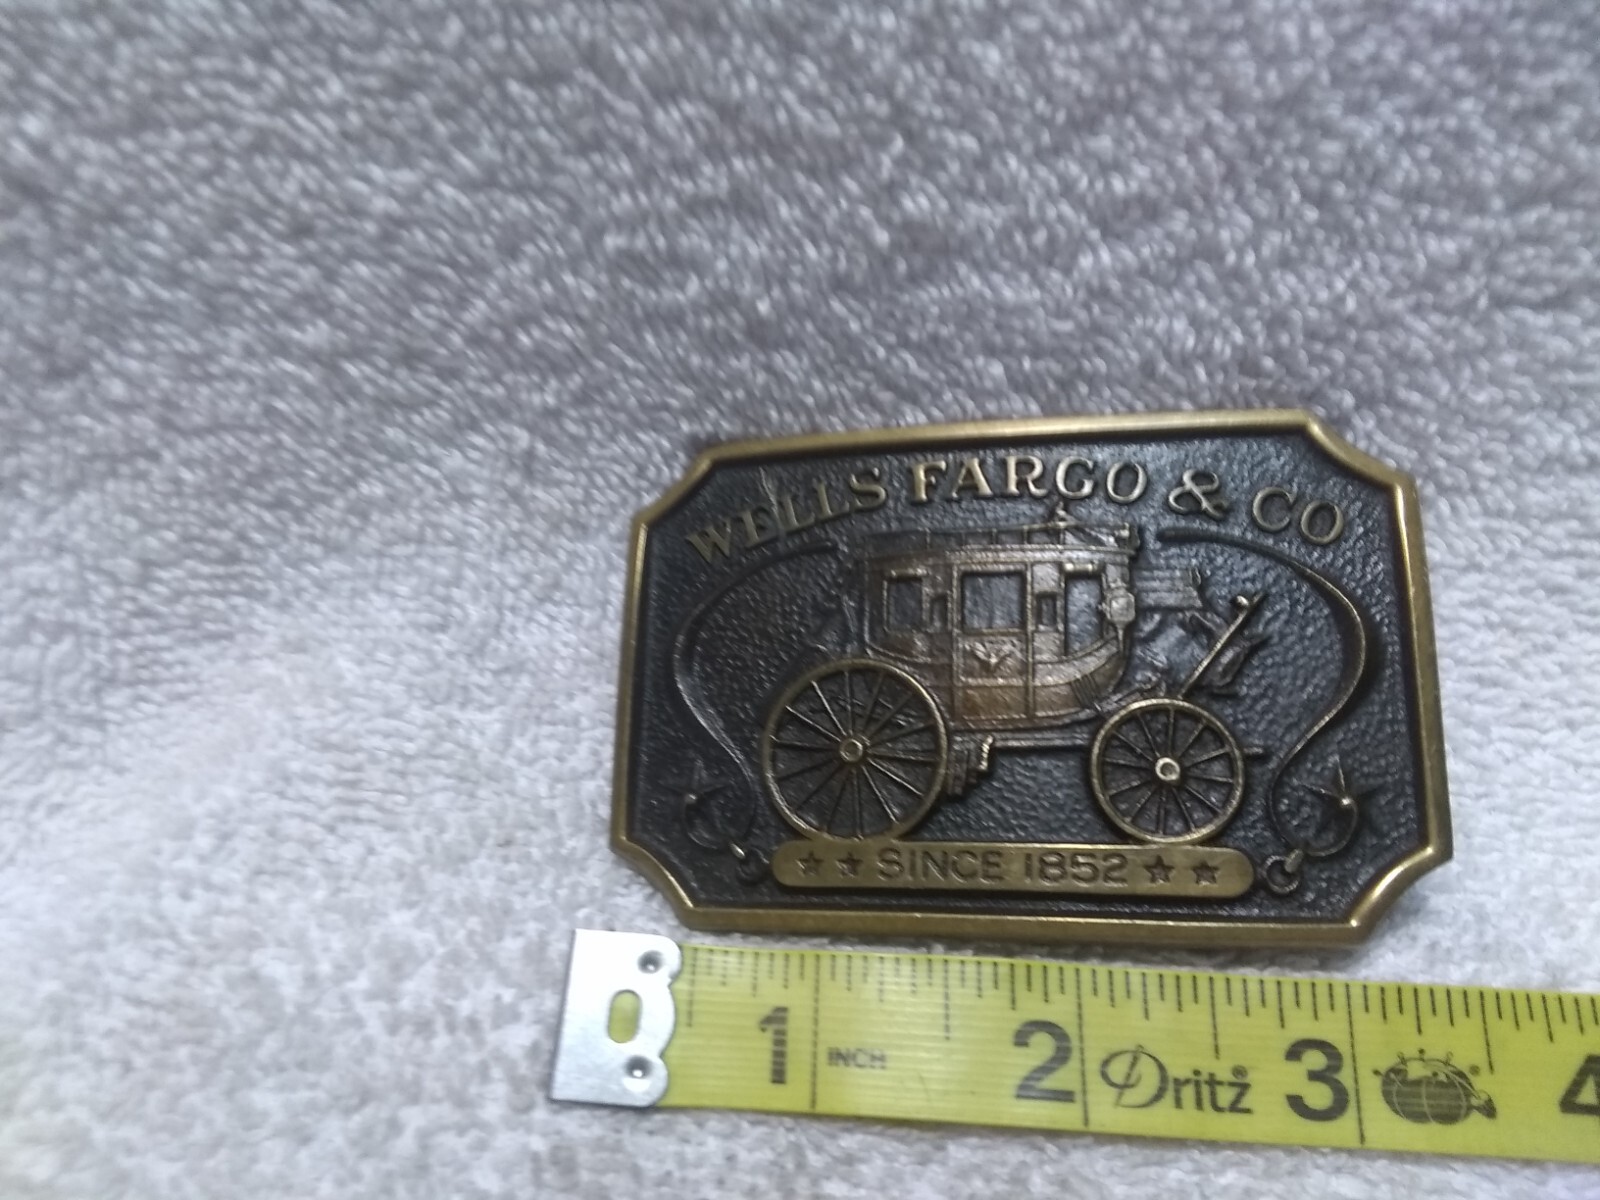 WELLS FARGO & CO
★ ★ SINCE 1852 ★ ★
1 INCH 2 Dritz® 3 4